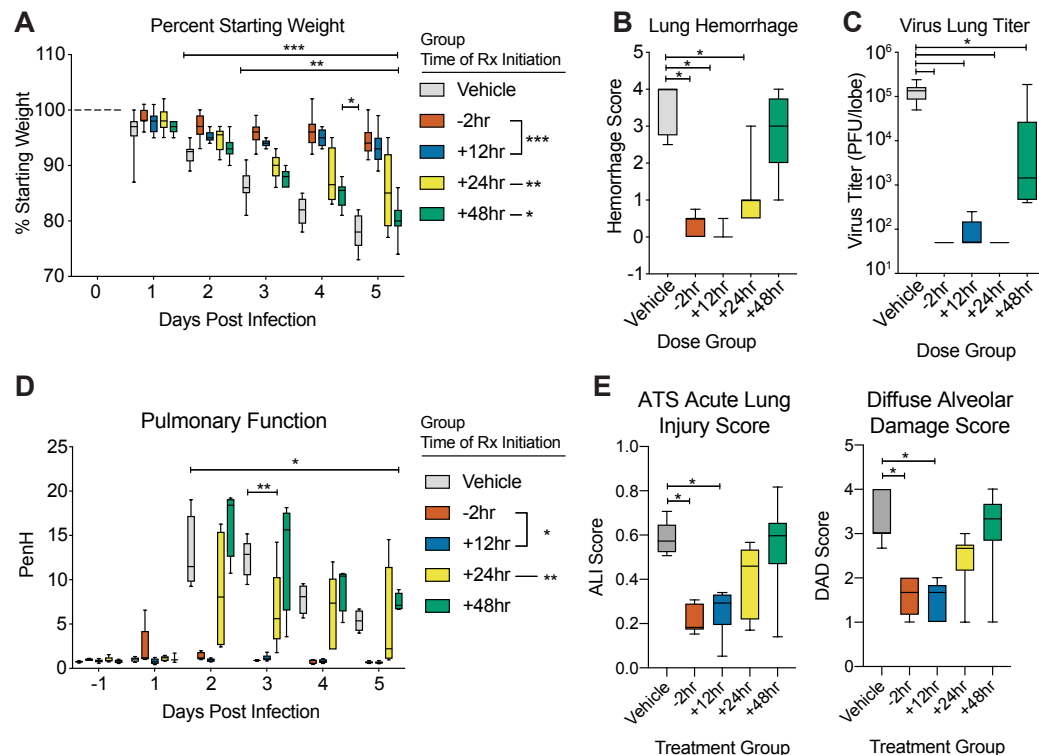 A
Percent Starting Weight
% Starting Weight
100
90
80
70
***
**
*
0 1 2 3 4 5
Days Post Infection
Group
Time of Rx Initiation
Vehicle
-2hr
+12hr
***
+24hr
**
+48hr
*
B
Lung Hemorrhage
Hemorrhage Score
5
4
3
2
1
0
-1
*
*
*
Vehicle
-2hr
+12hr
+24hr
+48hr
Dose Group
C
Virus Lung Titer
Virus Titer (PFU/lobe)
10⁶
10⁵
10⁴
10³
10²
10¹
*
Vehicle
-2hr
+12hr
+24hr
+48hr
Dose Group
D
Pulmonary Function
PenH
25
20
15
10
5
0
*
**
-1 1 2 3 4 5
Days Post Infection
Group
Time of Rx Initiation
Vehicle
-2hr
+12hr
*
+24hr
**
+48hr
E
ATS Acute Lung
Injury Score
ALI Score
1.0
0.8
0.6
0.4
0.2
0.0
*
*
Vehicle
-2hr
+12hr
+24hr
+48hr
Treatment Group
Diffuse Alveolar
Damage Score
DAD Score
5
4
3
2
1
0
*
*
Vehicle
-2hr
+12hr
+24hr
+48hr
Treatment Group